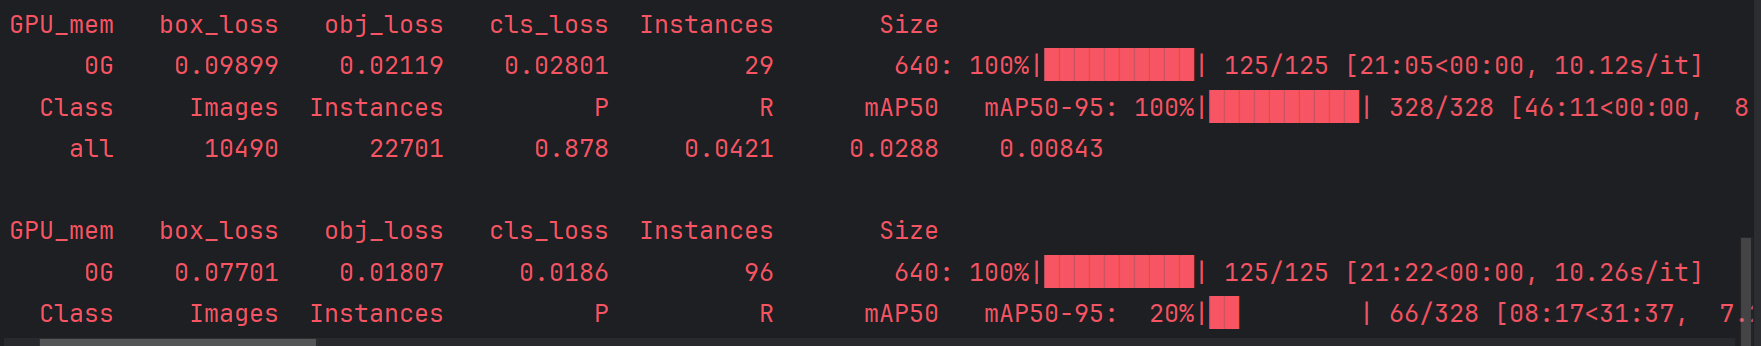 GPU_mem box_loss obj_loss cls_loss Instances Size
0G 0.09899 0.02119 0.02801 29 640: 100%|██████████| 125/125 [21:05<00:00, 10.12s/it]
Class Images Instances P R mAP50 mAP50-95: 100%|██████████| 328/328 [46:11<00:00, 8
all 10490 22701 0.878 0.0421 0.0288 0.00843
GPU_mem box_loss obj_loss cls_loss Instances Size
0G 0.07701 0.01807 0.0186 96 640: 100%|██████████| 125/125 [21:22<00:00, 10.26s/it]
Class Images Instances P R mAP50 mAP50-95: 20%|██ | 66/328 [08:17<31:37, 7.